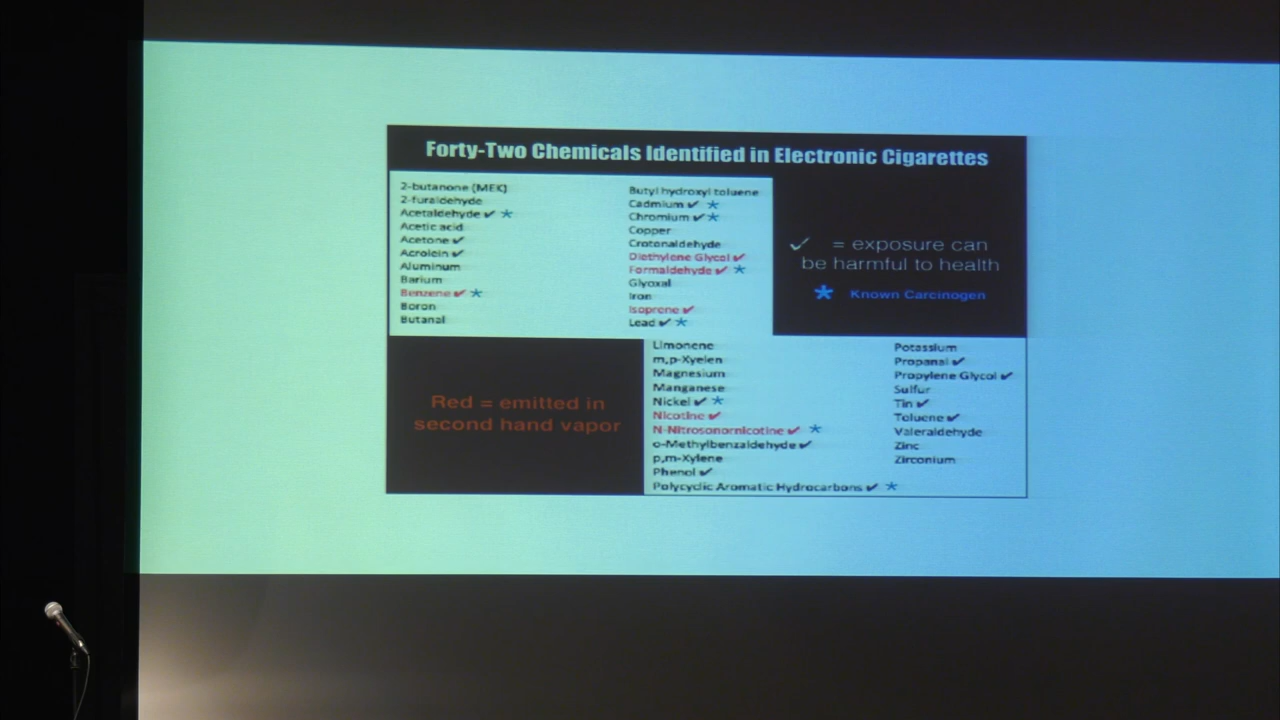 Forty-Two Chemicals Identified in Electronic Cigarettes
2-butanone (MEK)
2-furaldehyde
Acetaldehyde ✔ *
Acetic acid
Acetone ✔
Acrolein ✔
Aluminum
Barium
Benzene ✔ *
Boron
Butanal
Butyl hydroxyl toluene
Cadmium ✔ *
Chromium ✔ *
Copper
Crotonaldehyde
Diethylene Glycol ✔
Formaldehyde ✔ *
Glyoxal
Iron
Isoprene ✔
Lead ✔ *
✓ = exposure can
be harmful to health
* Known Carcinogen
Red = emitted in
second hand vapor
Limonene
m,p-Xyelen
Magnesium
Manganese
Nickel ✔ *
Nicotine ✔
N-Nitrosonornicotine ✔ *
o-Methylbenzaldehyde ✔
p,m-Xylene
Phenol ✔
Polycyclic Aromatic Hydrocarbons ✔ *
Potassium
Propanal ✔
Propylene Glycol ✔
Sulfur
Tin ✔
Toluene ✔
Valeraldehyde
Zinc
Zirconium